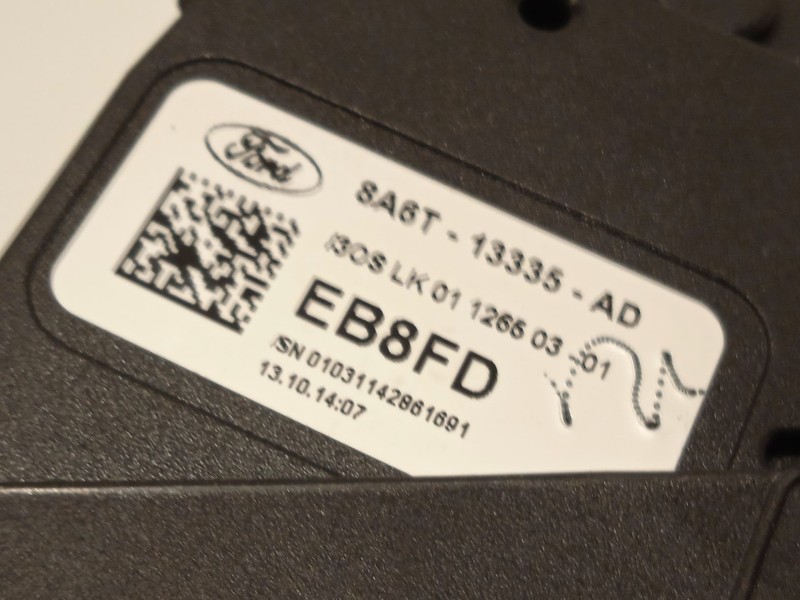 Ford
8A6T - 13335 - AD
/3OS LK 01 1266 03 -01
EB8FD
/SN 01031142861691
13.10.14:07